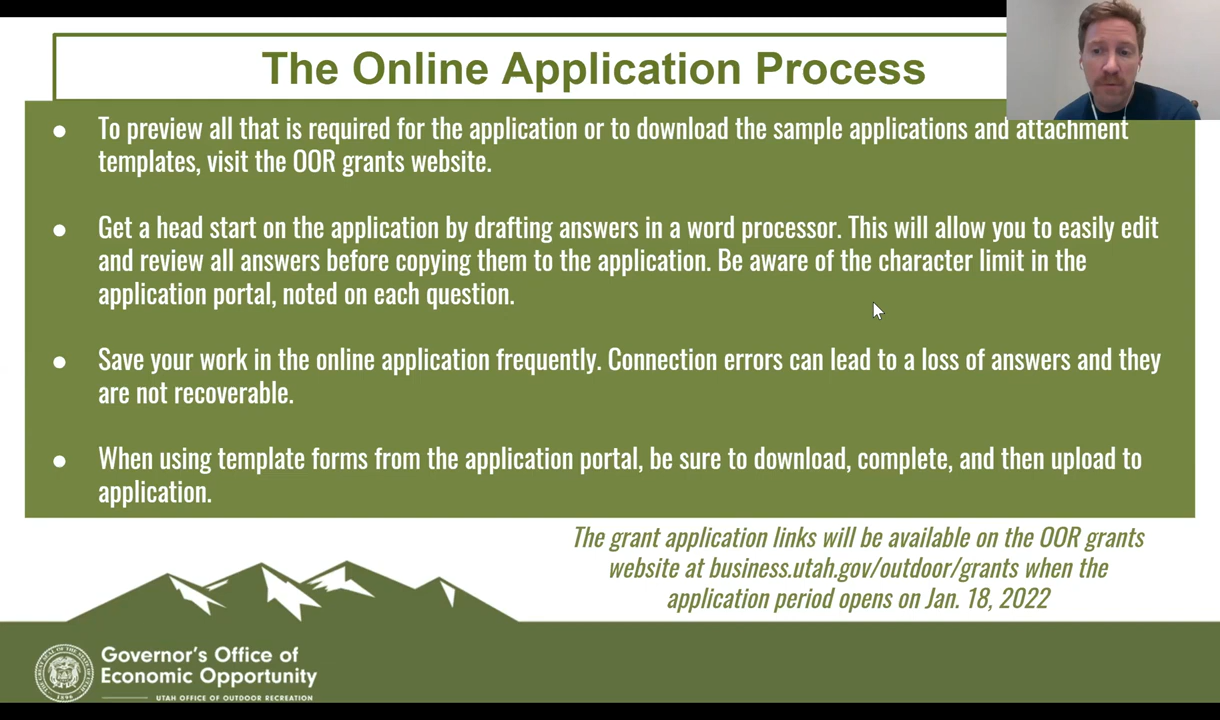 The Online Application Process
● To preview all that is required for the application or to download the sample applications and attachment
templates, visit the OOR grants website.
● Get a head start on the application by drafting answers in a word processor. This will allow you to easily edit
and review all answers before copying them to the application. Be aware of the character limit in the
application portal, noted on each question.
● Save your work in the online application frequently. Connection errors can lead to a loss of answers and they
are not recoverable.
● When using template forms from the application portal, be sure to download, complete, and then upload to
application.
The grant application links will be available on the OOR grants
website at business.utah.gov/outdoor/grants when the
application period opens on Jan. 18, 2022
Governor's Office of
Economic Opportunity
UTAH OFFICE OF OUTDOOR RECREATION